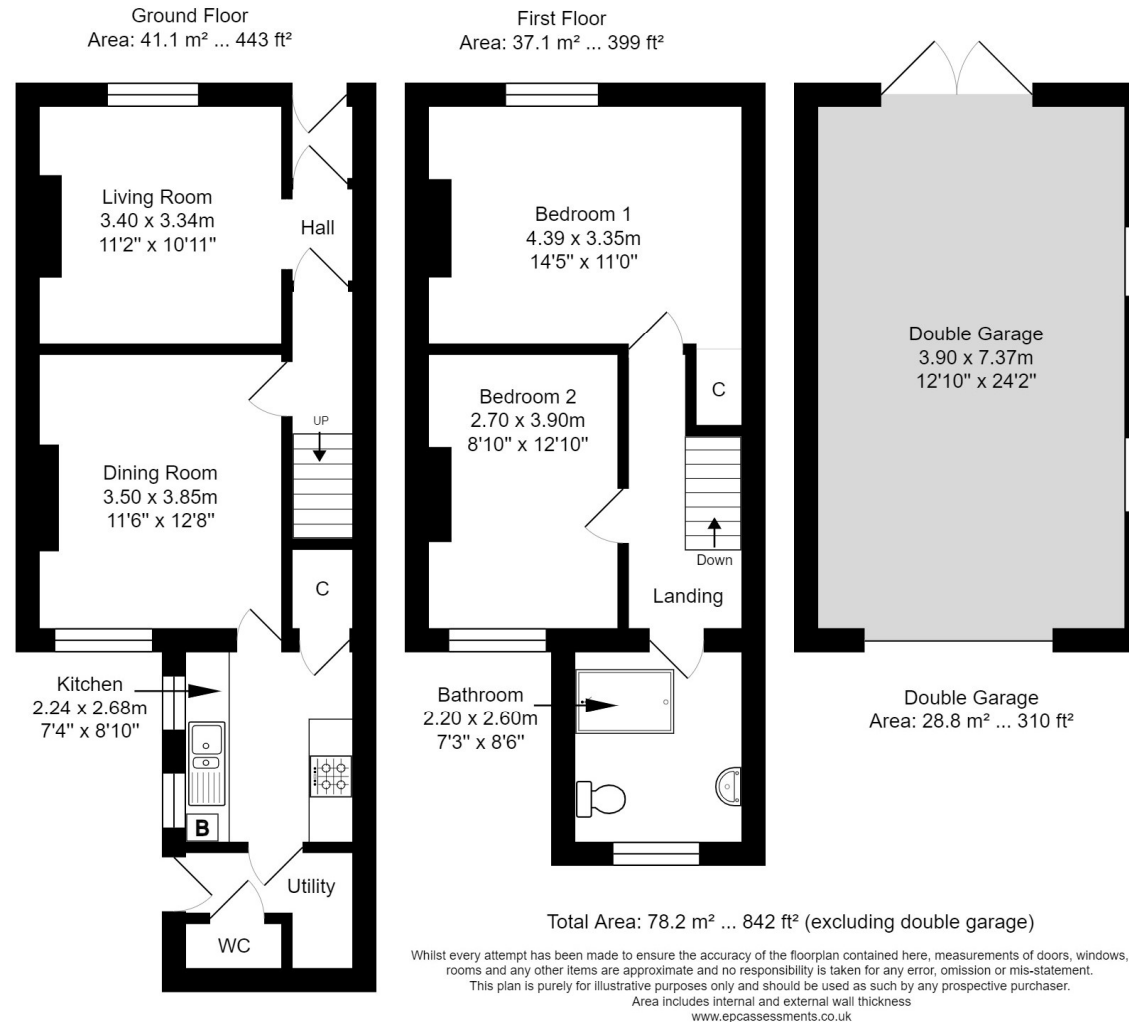 Ground Floor
Area: 41.1 m² ... 443 ft²
First Floor
Area: 37.1 m² ... 399 ft²
Living Room
3.40 x 3.34m
11'2" x 10'11"
Hall
Dining Room
3.50 x 3.85m
11'6" x 12'8"
UP
C
Kitchen
2.24 x 2.68m
7'4" x 8'10"
B
Utility
WC
Bedroom 1
4.39 x 3.35m
14'5" x 11'0"
Bedroom 2
2.70 x 3.90m
8'10" x 12'10"
C
Down
Landing
Bathroom
2.20 x 2.60m
7'3" x 8'6"
Double Garage
3.90 x 7.37m
12'10" x 24'2"
Double Garage
Area: 28.8 m² ... 310 ft²
Total Area: 78.2 m² ... 842 ft² (excluding double garage)
Whilst every attempt has been made to ensure the accuracy of the floorplan contained here, measurements of doors, windows,
rooms and any other items are approximate and no responsibility is taken for any error, omission or mis-statement.
This plan is purely for illustrative purposes only and should be used as such by any prospective purchaser.
Area includes internal and external wall thickness
www.epcassessments.co.uk